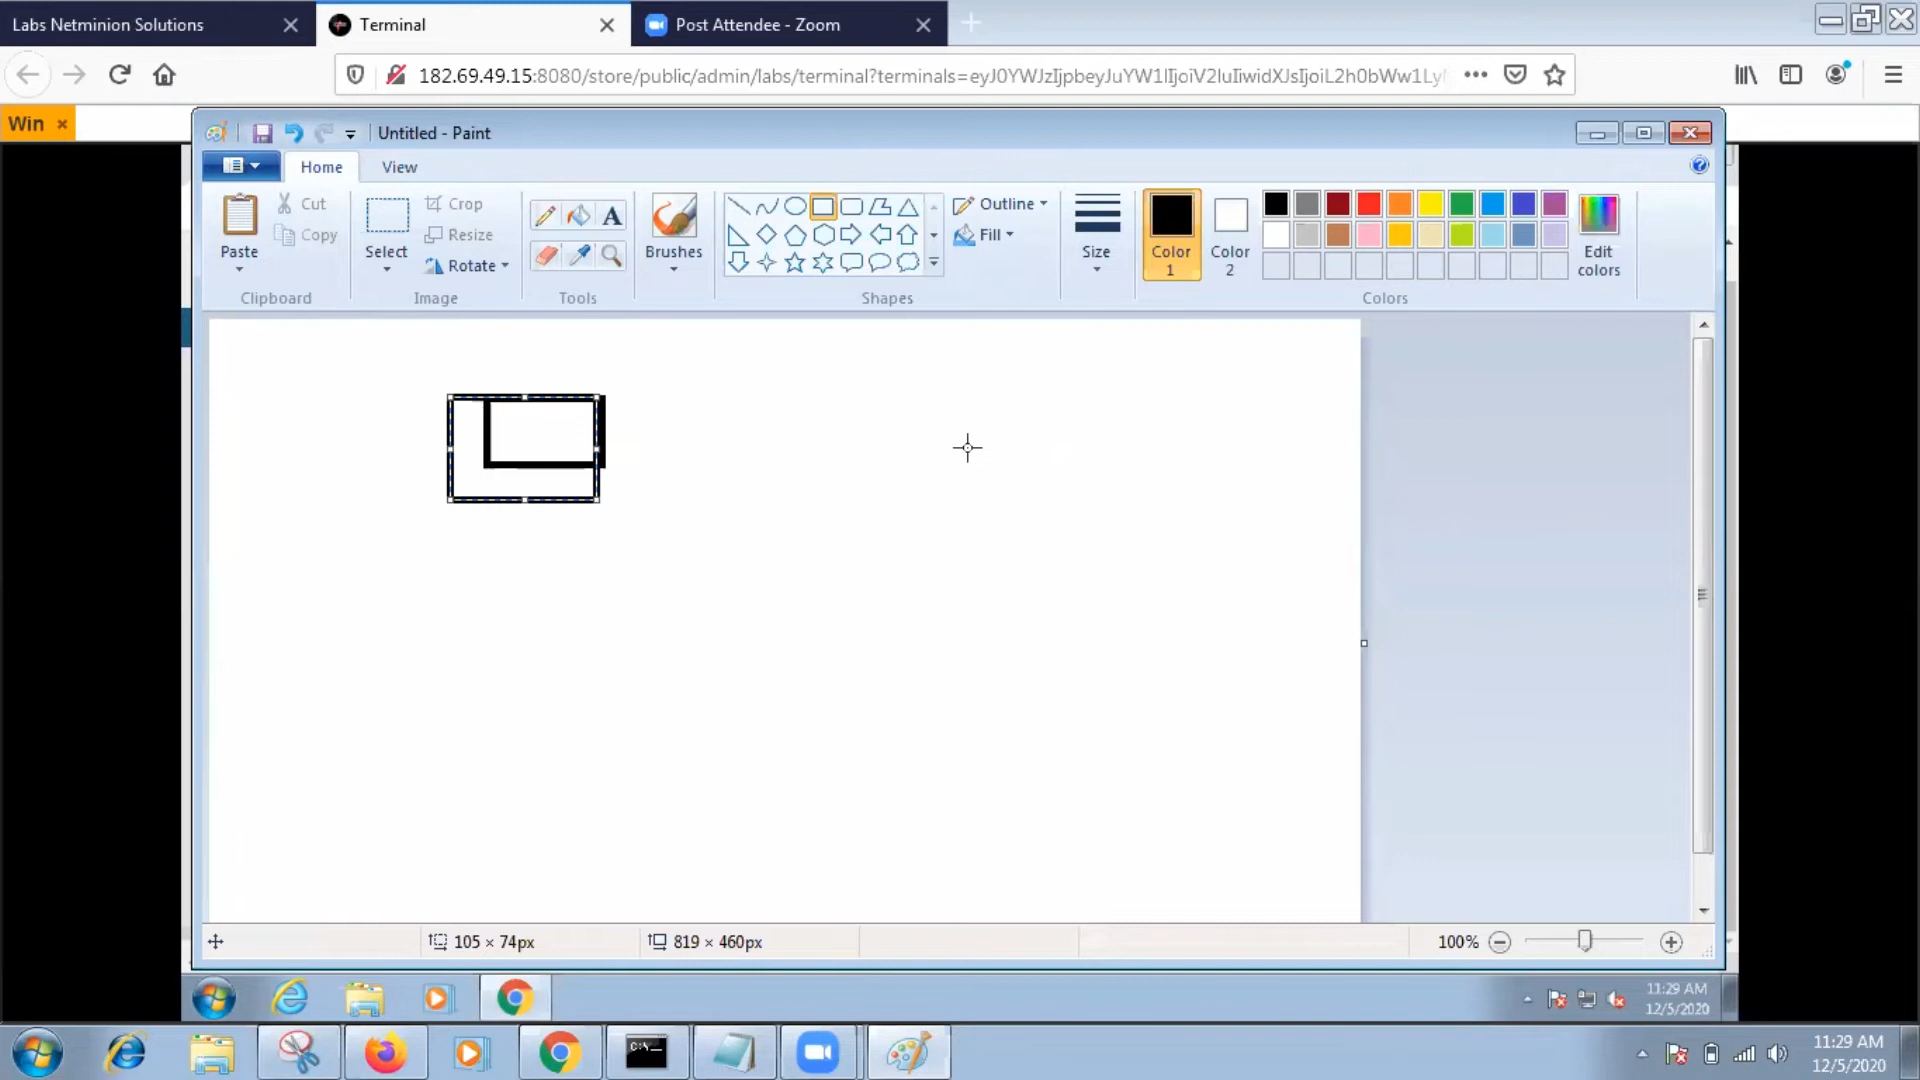 Labs Netminion Solutions
Terminal
Post Attendee - Zoom
182.69.49.15:8080/store/public/admin/labs/terminal?terminals=
Win
Untitled - Paint
Home
View
Paste
Cut
Copy
Clipboard
Select
Crop
Resize
Rotate
Image
A
Tools
Brushes
Outline
Fill
Shapes
Size
Color
1
Color
2
Edit
colors
Colors
105 × 74px
819 × 460px
100%
11:29 AM
12/5/2020
C:\
11:29 AM
12/5/2020